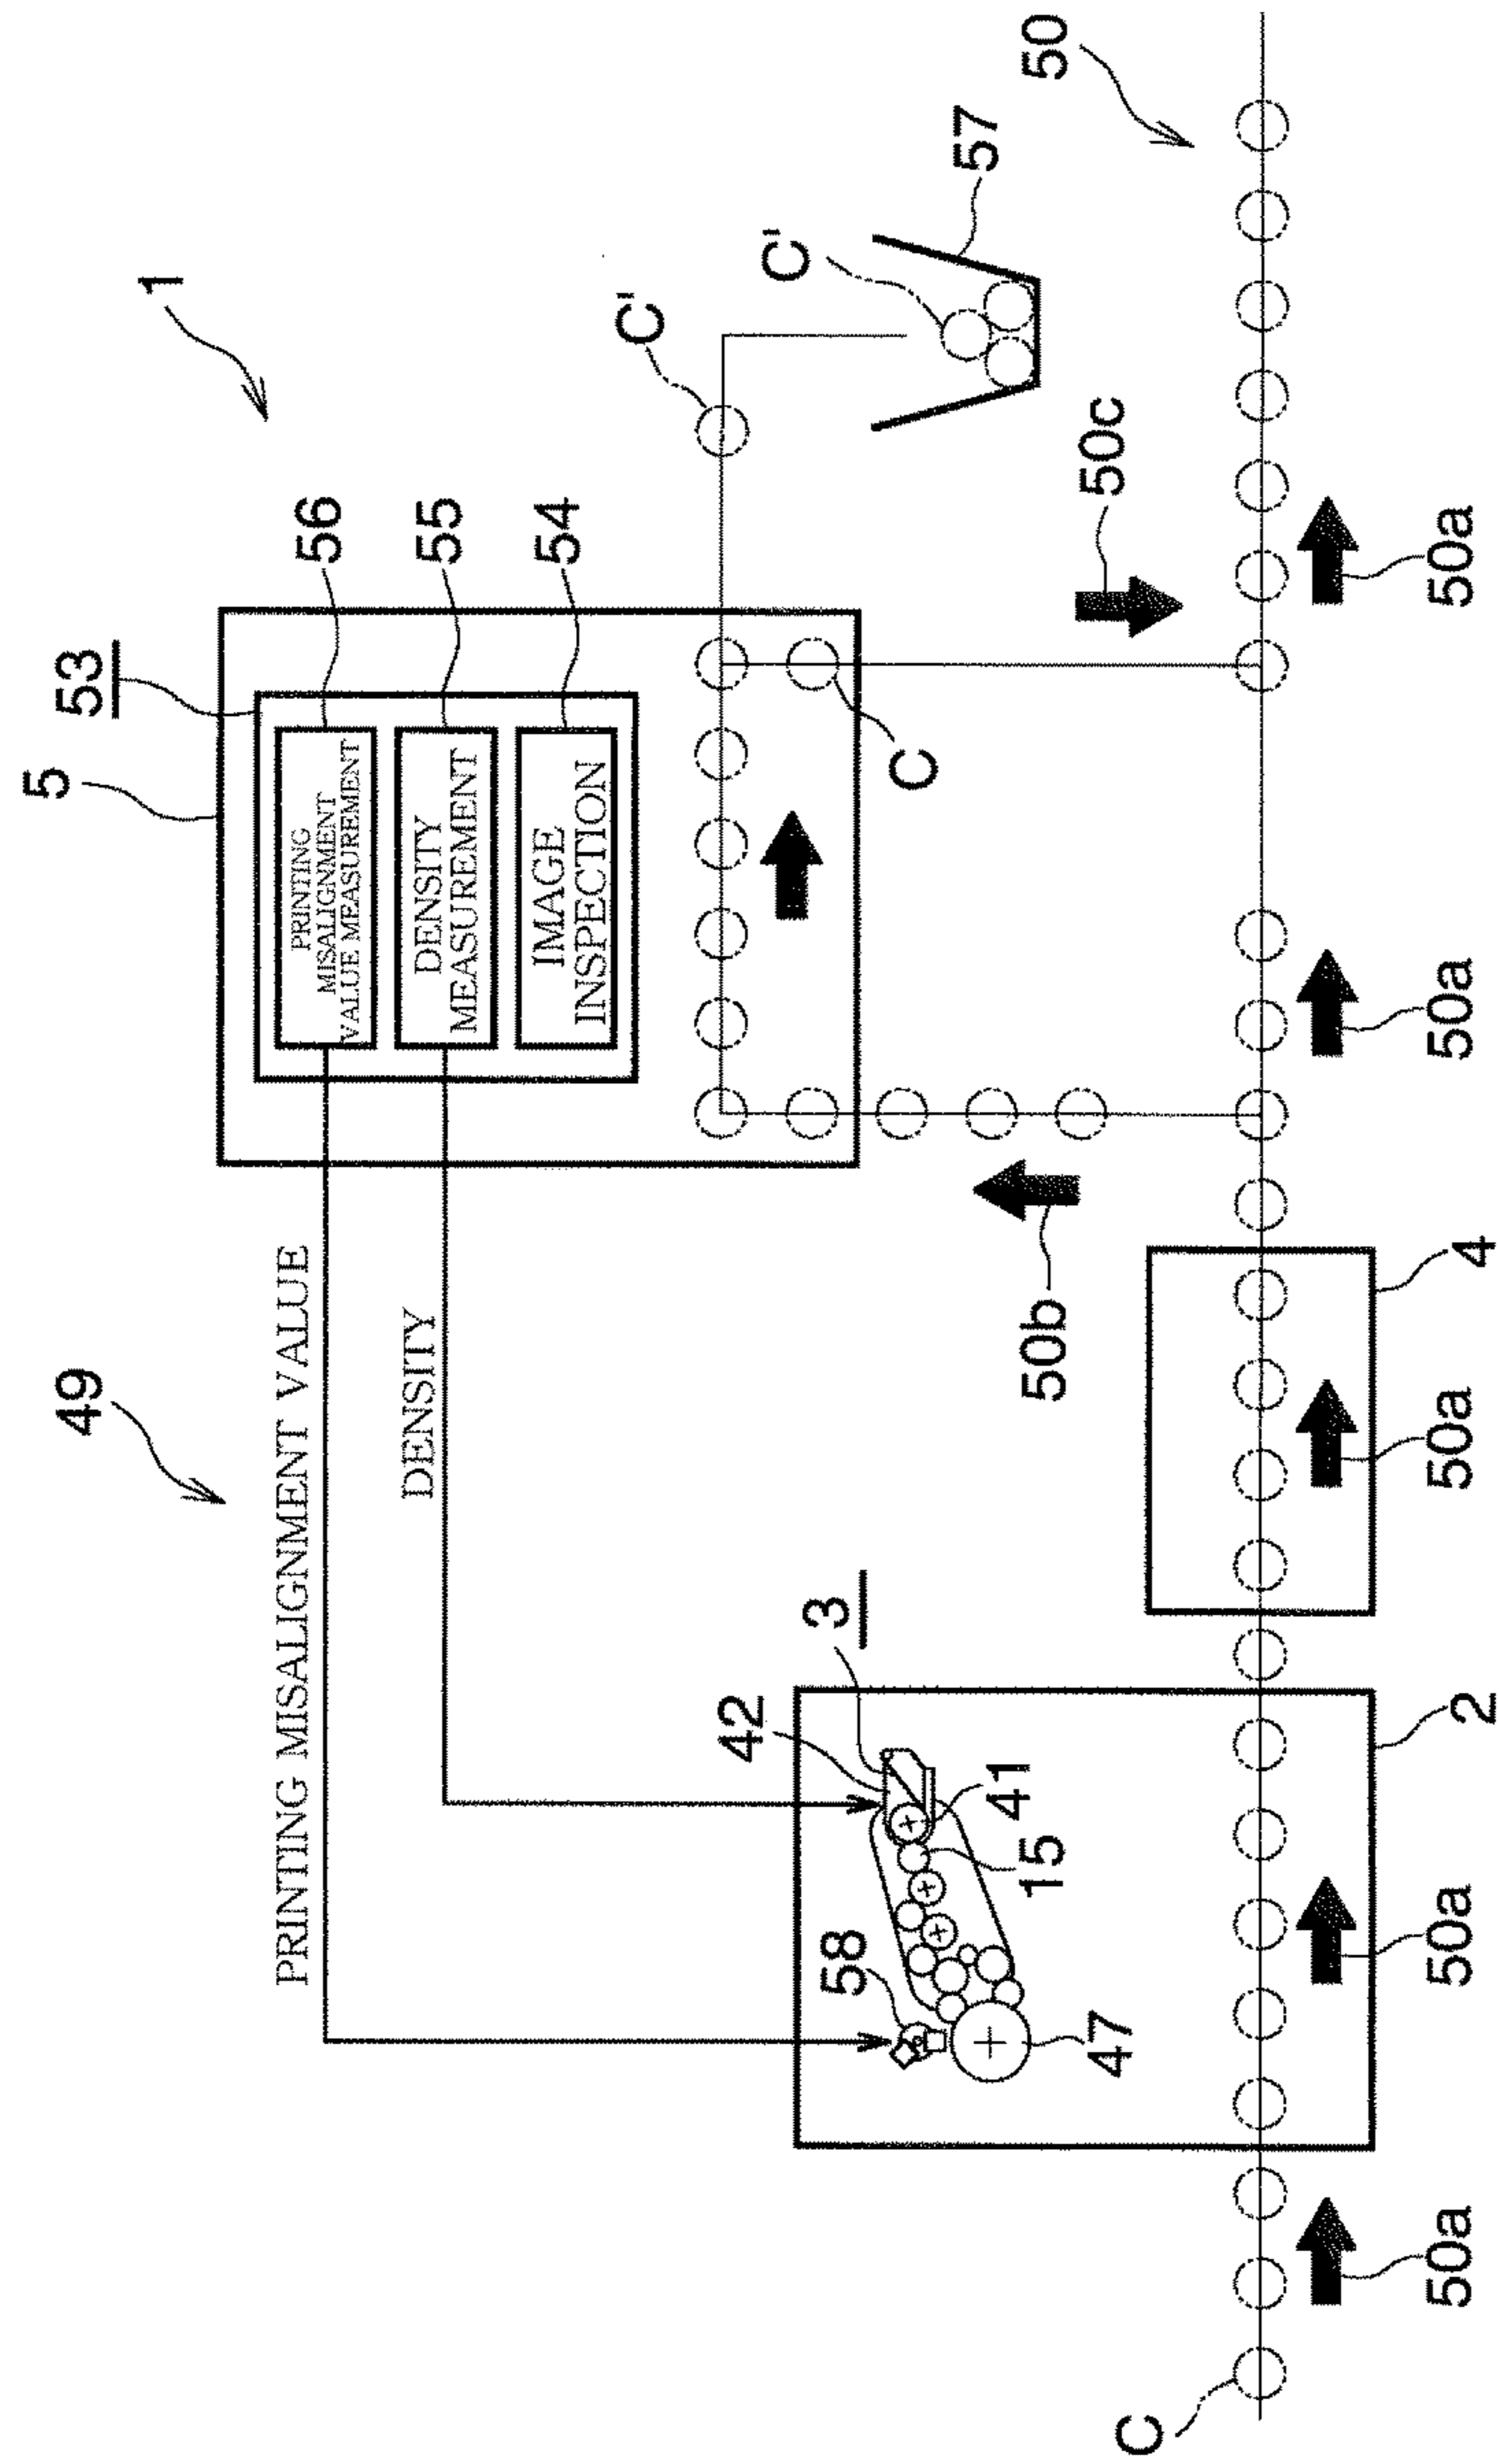 1
49
5
53
56
55
54
PRINTING
MISALIGNMENT
VALUE MEASUREMENT
DENSITY
MEASUREMENT
IMAGE
INSPECTION
PRINTING MISALIGNMENT VALUE
DENSITY
C'
C'
57
50
50c
C
50b
42
3
58
41
15
47
2
4
C
50a
50a
50a
50a
50a